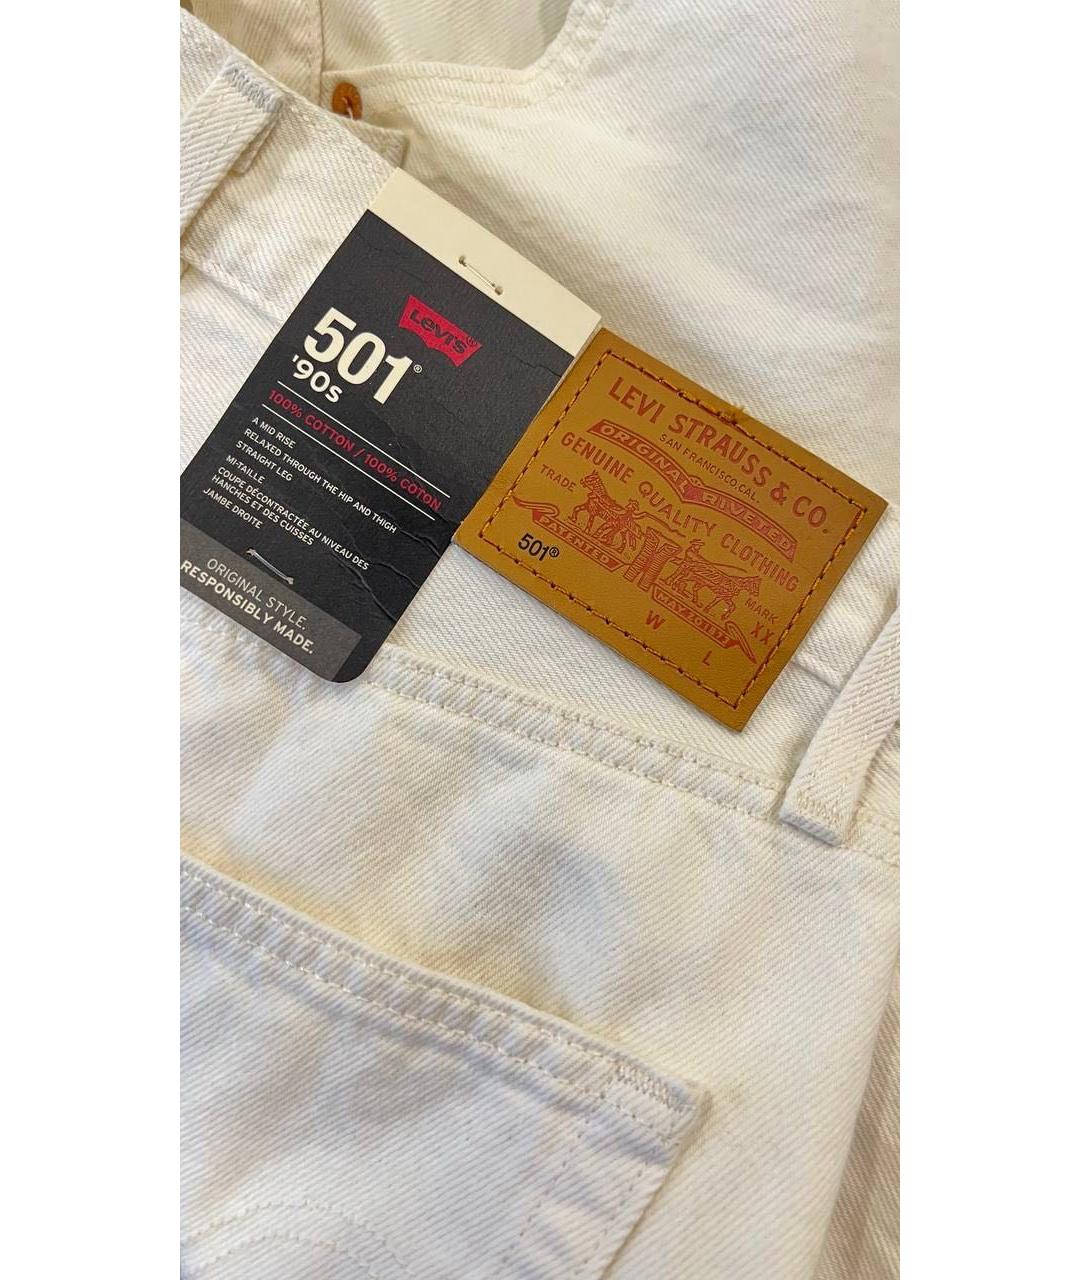 Levi's®
501®
'90s
100% COTTON / 100% COTON
A MID RISE
RELAXED THROUGH THE HIP AND THIGH
STRAIGHT LEG
MI-TAILLE
COUPE DÉCONTRACTÉE AU NIVEAU DES
HANCHES ET DES CUISSES
JAMBE DROITE
ORIGINAL STYLE.
RESPONSIBLY MADE.
LEVI STRAUSS & CO.
SAN FRANCISCO, CAL.
ORIGINAL RIVETED
GENUINE QUALITY CLOTHING
TRADE MARK
PATENTED MAY 20 1873
501®
XX
W
L